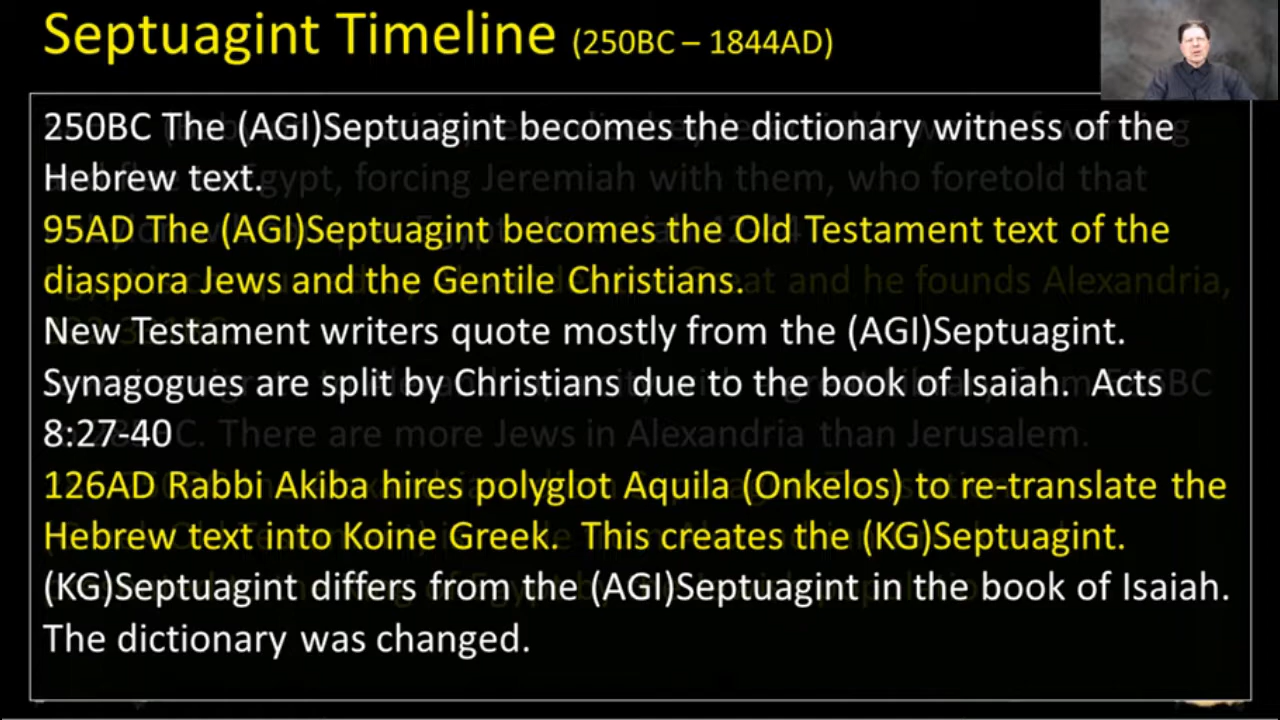 Septuagint Timeline (250BC – 1844AD)
250BC The (AGI)Septuagint becomes the dictionary witness of the
Hebrew text.
95AD The (AGI)Septuagint becomes the Old Testament text of the
diaspora Jews and the Gentile Christians.
New Testament writers quote mostly from the (AGI)Septuagint.
Synagogues are split by Christians due to the book of Isaiah.  Acts
8:27-40
126AD Rabbi Akiba hires polyglot Aquila (Onkelos) to re-translate the
Hebrew text into Koine Greek.  This creates the (KG)Septuagint.
(KG)Septuagint differs from the (AGI)Septuagint in the book of Isaiah.
The dictionary was changed.